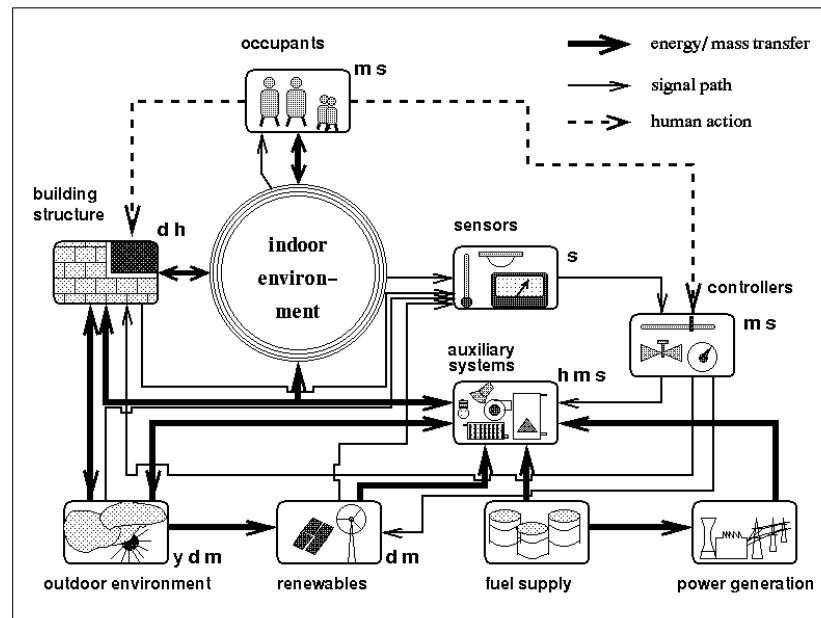 occupants
m s
energy/mass transfer
signal path
human action
building
structure
d h
indoor
environ–
ment
sensors
s
controllers
m s
auxiliary
systems
h m s
y d m
outdoor environment
d m
renewables
fuel supply
power generation